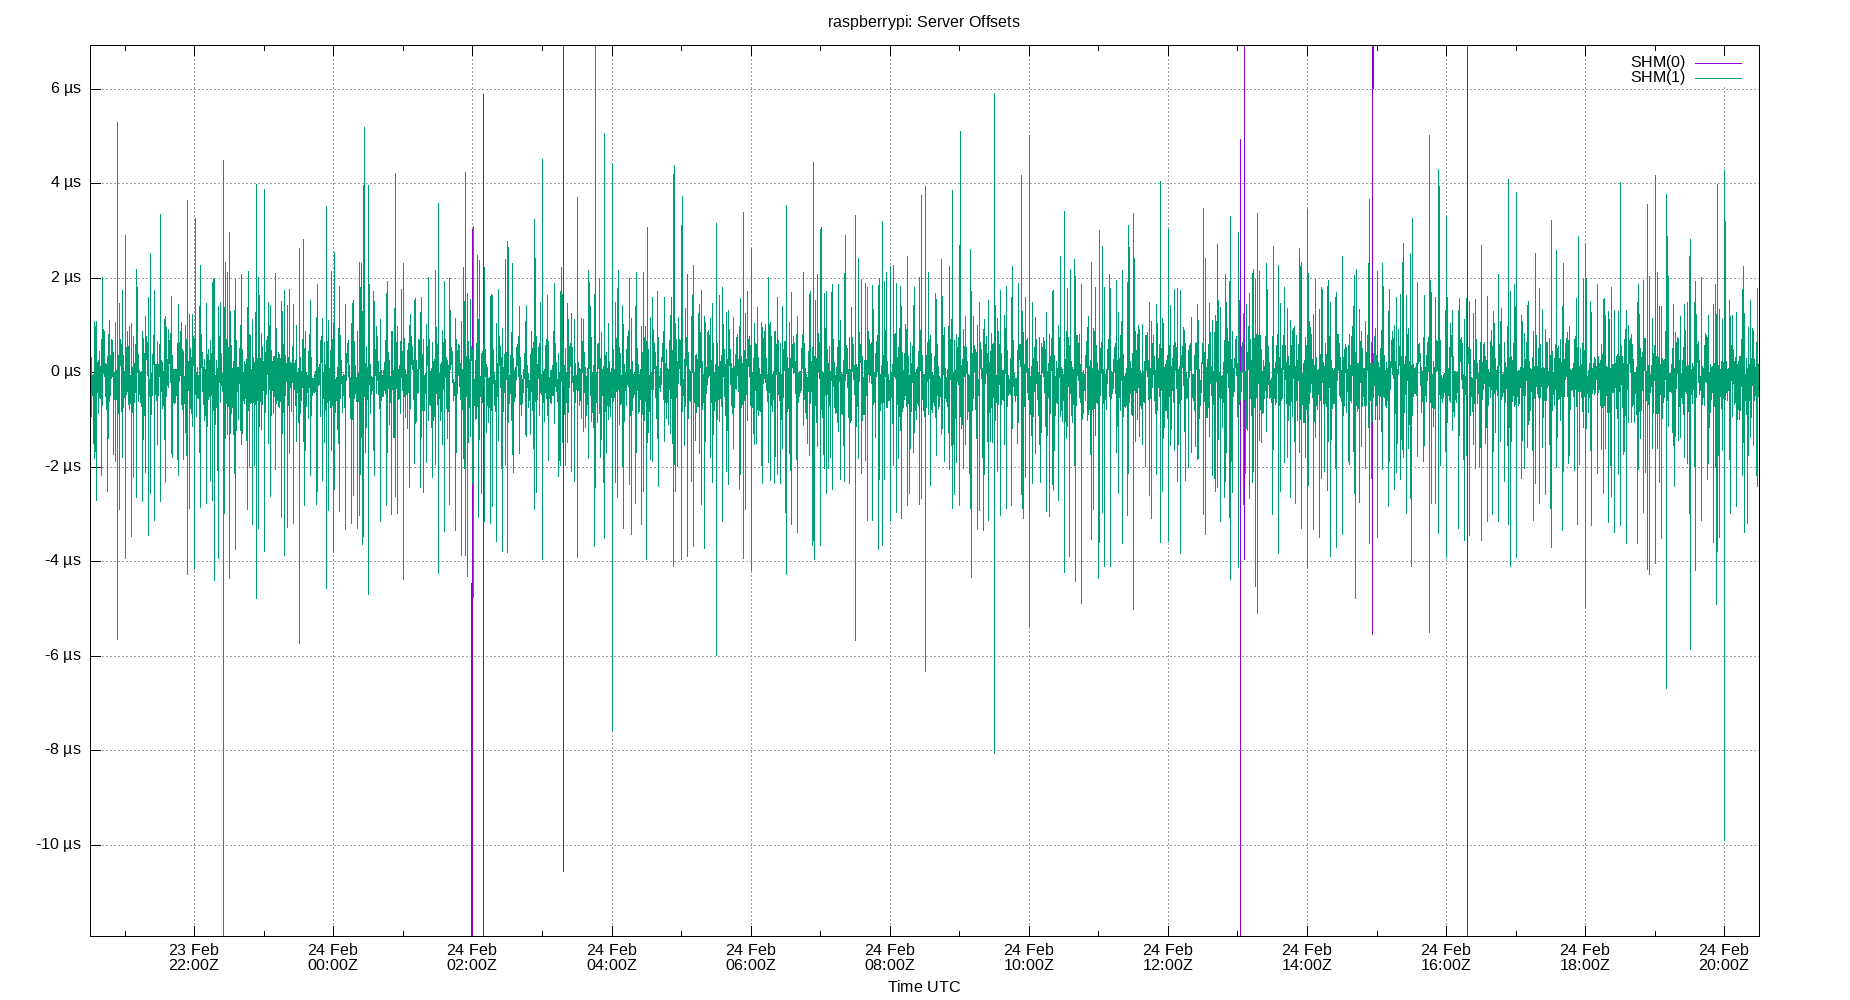 raspberrypi: Server Offsets
SHM(0)
SHM(1)
6 µs
4 µs
2 µs
0 µs
-2 µs
-4 µs
-6 µs
-8 µs
-10 µs
23 Feb 24 Feb 24 Feb 24 Feb 24 Feb 24 Feb 24 Feb 24 Feb 24 Feb 24 Feb 24 Feb 24 Feb
22:00Z 00:00Z 02:00Z 04:00Z 06:00Z 08:00Z 10:00Z 12:00Z 14:00Z 16:00Z 18:00Z 20:00Z
Time UTC